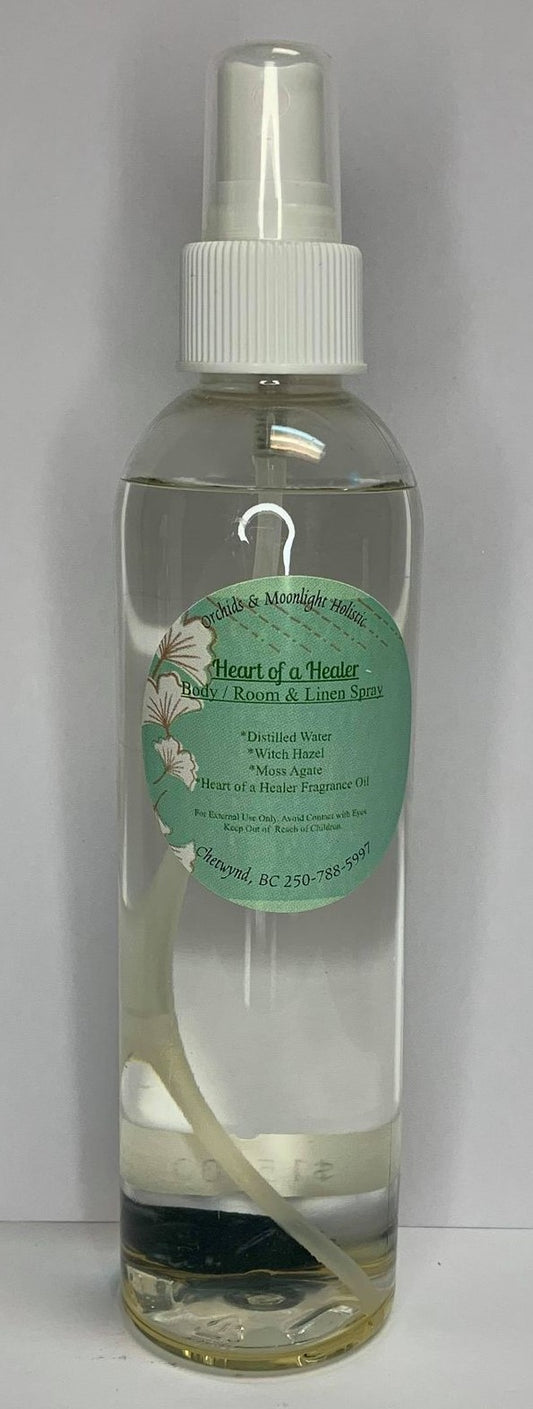 Orchids & Moonlight Holistic
Heart of a Healer
Body / Room & Linen Spray
*Distilled Water
*Witch Hazel
*Moss Agate
*Heart of a Healer Fragrance Oil
For External Use Only. Avoid Contact with Eyes
Keep Out of Reach of Children.
Chetwynd, BC 250-788-5997